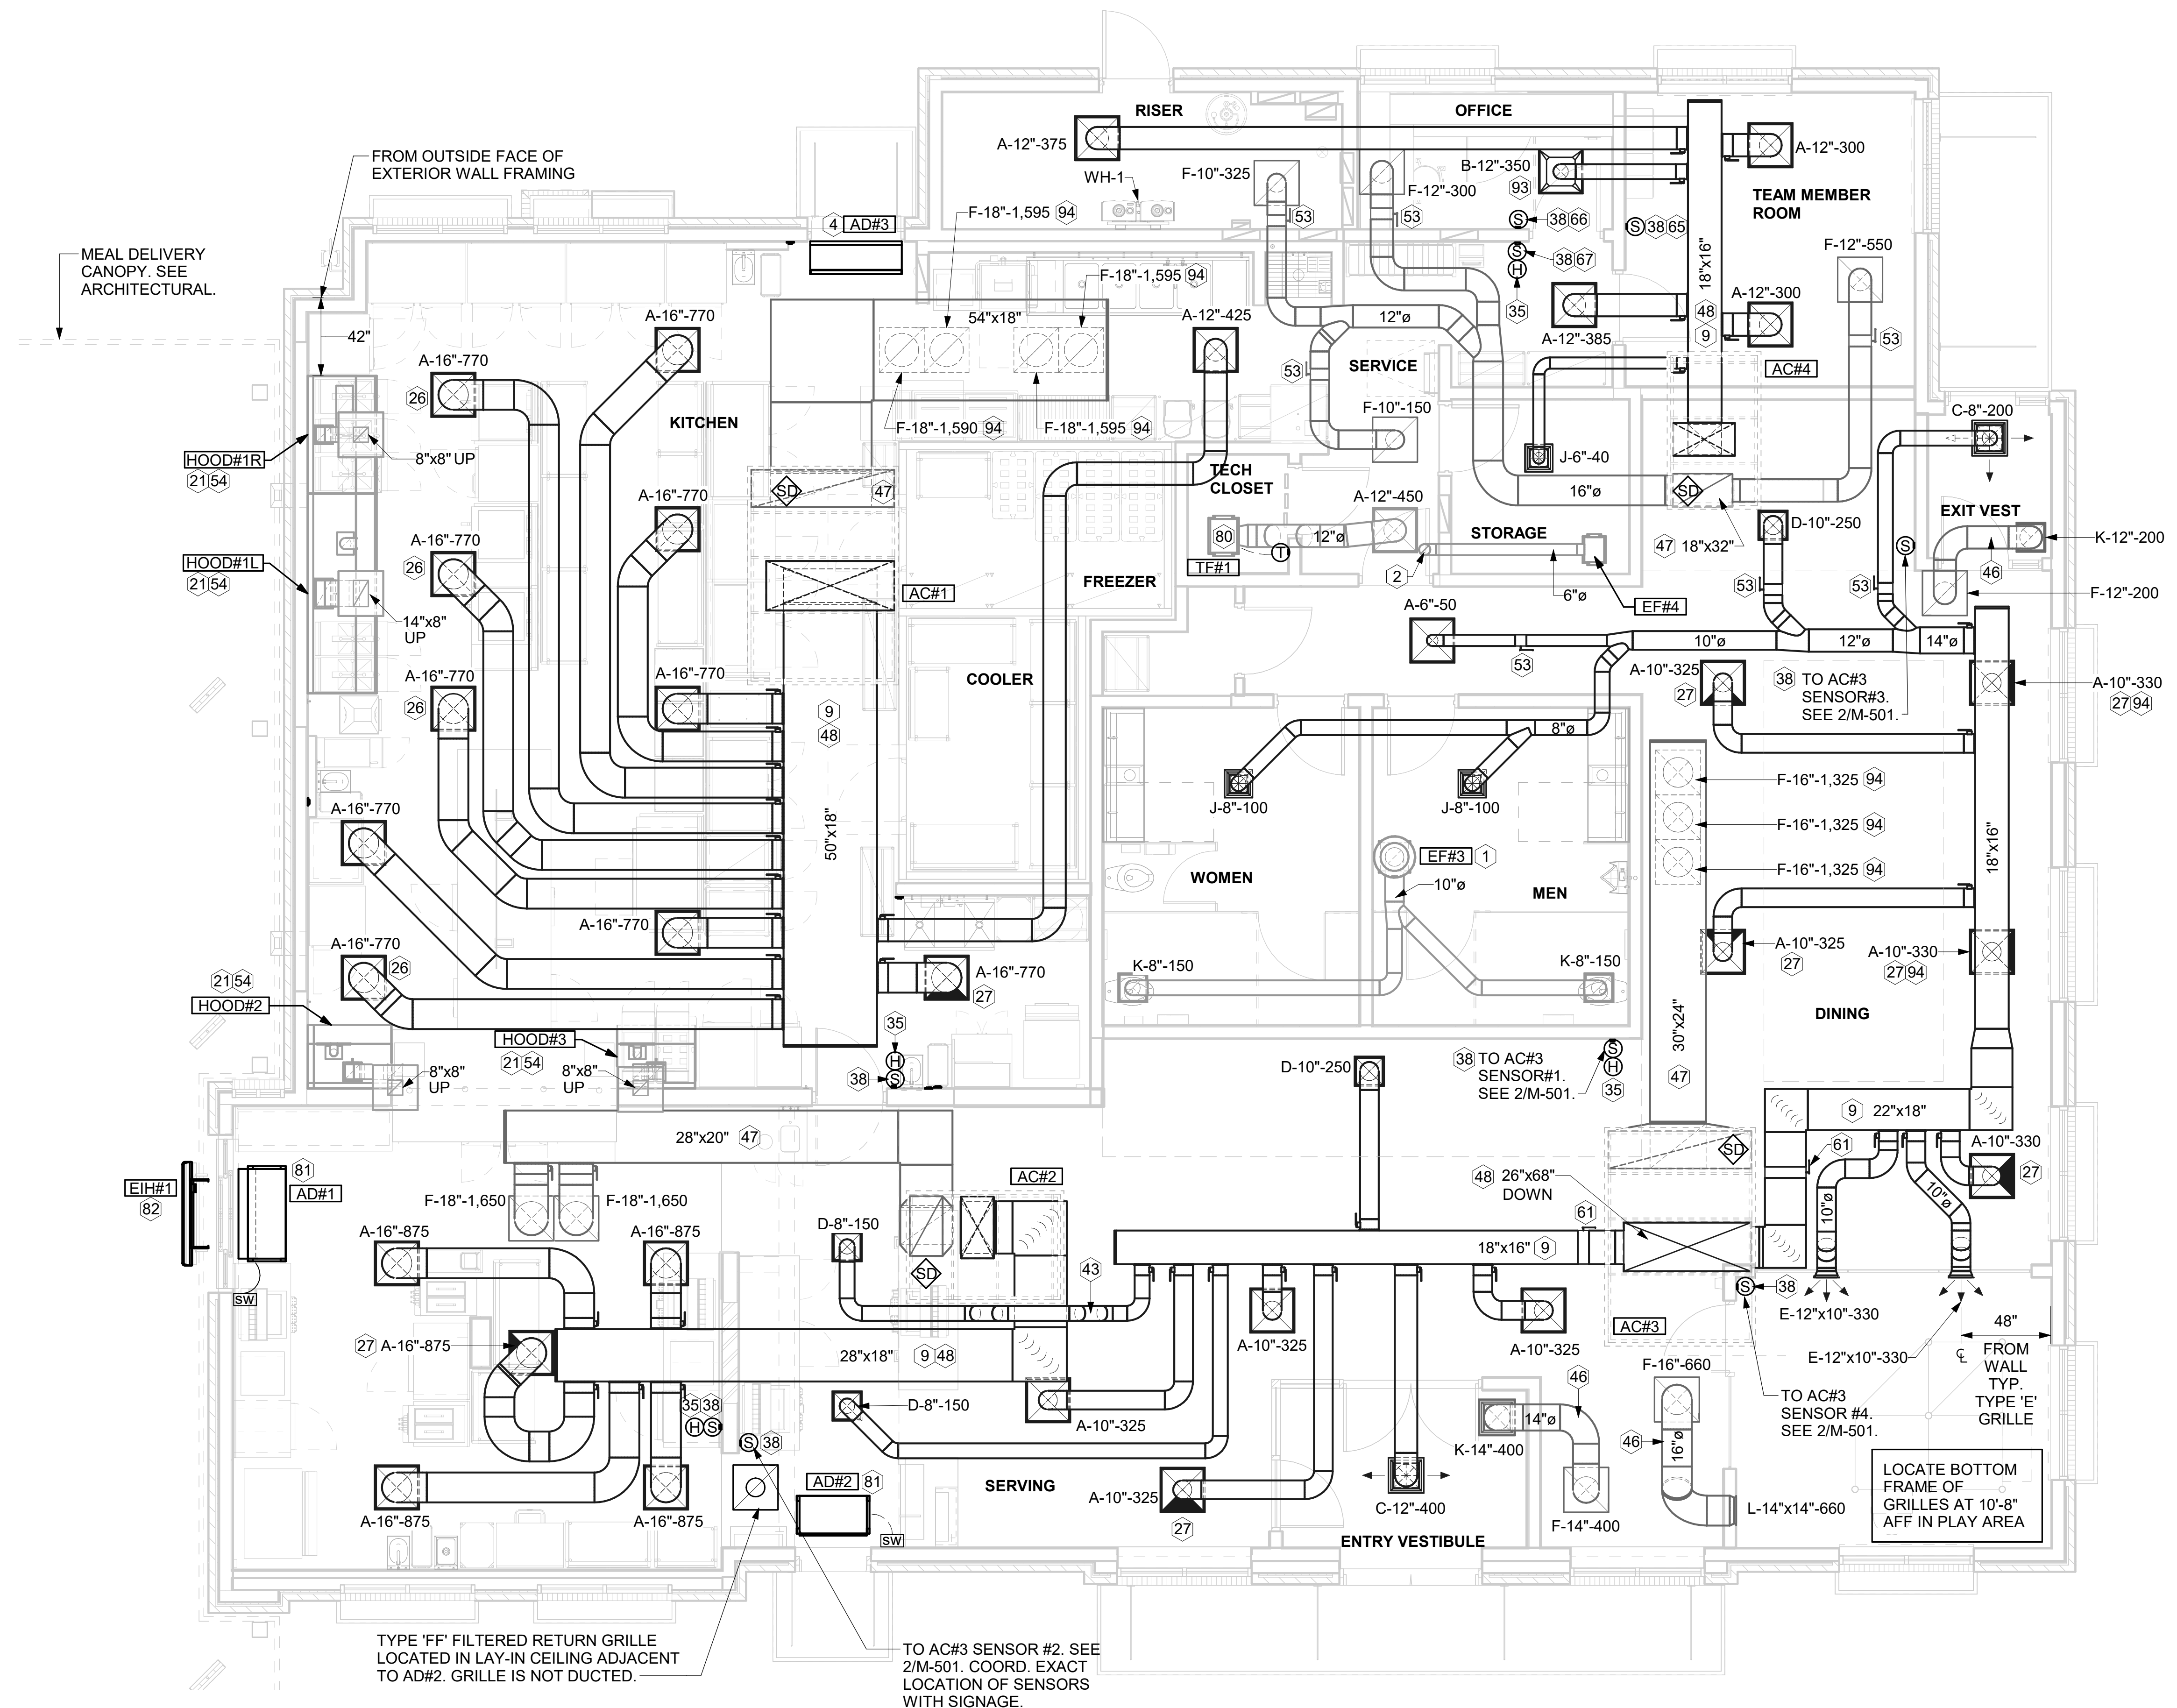 RISER
OFFICE
A-12"-375
A-12"-300
FROM OUTSIDE FACE OF
EXTERIOR WALL FRAMING
F-10"-325
B-12"-350
93
F-12"-300
WH-1
TEAM MEMBER
ROOM
F-18"-1,595 94
53
53
38 66
S
S 38 65
4 AD#3
MEAL DELIVERY
CANOPY. SEE
ARCHITECTURAL.
F-12"-550
S
H
38 67
35
18"x16"
F-18"-1,595 94
A-12"-300
42"
A-16"-770
54"x18"
A-12"-425
12"ø
A-12"-385
48
9
53
A-16"-770
26
SERVICE
53
AC#4
KITCHEN
F-10"-150
C-8"-200
F-18"-1,590 94
F-18"-1,595 94
HOOD#1R
21 54
8"x8" UP
J-6"-40
TECH
CLOSET
SD
47
16"ø
SD
A-16"-770
A-12"-450
D-10"-250
EXIT VEST
A-16"-770
26
80
12"ø
T
STORAGE
47 18"x32"
S
K-12"-200
HOOD#1L
21 54
TF#1
2
46
FREEZER
AC#1
6"ø
EF#4
53
53
F-12"-200
14"x8"
UP
A-6"-50
53
10"ø
12"ø
14"ø
A-16"-770
26
A-16"-770
COOLER
A-10"-325
27
38 TO AC#3
SENSOR#3.
SEE 2/M-501.
A-10"-330
27 94
9
48
8"ø
F-16"-1,325 94
A-16"-770
J-8"-100
J-8"-100
F-16"-1,325 94
50"x18"
18"x16"
EF#3 1
F-16"-1,325 94
WOMEN
10"ø
MEN
A-16"-770
A-10"-325
27
A-10"-330
27 94
A-16"-770
26
K-8"-150
K-8"-150
A-16"-770
27
21 54
HOOD#2
DINING
35
H
S
38
30"x24"
47
HOOD#3
21 54
8"x8"
UP
8"x8"
UP
D-10"-250
38 TO AC#3
SENSOR#1.
SEE 2/M-501.
S
H
35
28"x20" 47
9 22"x18"
61
A-10"-330
27
EIH#1
82
81
AD#1
SW
AC#2
SD
48 26"x68"
DOWN
10"ø
10"ø
F-18"-1,650
F-18"-1,650
A-16"-875
A-16"-875
D-8"-150
SD
61
18"x16" 9
43
S
38
E-12"x10"-330
48"
A-10"-325
A-10"-325
AC#3
27 A-16"-875
28"x18" 9 48
E-12"x10"-330
℄
FROM
WALL
TYP.
TYPE 'E'
GRILLE
F-16"-660
46
TO AC#3
SENSOR #4.
SEE 2/M-501.
35 38
H S
D-8"-150
A-10"-325
14"ø
K-14"-400
46
16"ø
S 38
LOCATE BOTTOM
FRAME OF
GRILLES AT 10'-8"
AFF IN PLAY AREA
AD#2 81
SERVING
A-10"-325
27
C-12"-400
L-14"x14"-660
F-14"-400
A-16"-875
A-16"-875
SW
ENTRY VESTIBULE
TYPE 'FF' FILTERED RETURN GRILLE
LOCATED IN LAY-IN CEILING ADJACENT
TO AD#2. GRILLE IS NOT DUCTED.
TO AC#3 SENSOR #2. SEE
2/M-501. COORD. EXACT
LOCATION OF SENSORS
WITH SIGNAGE.